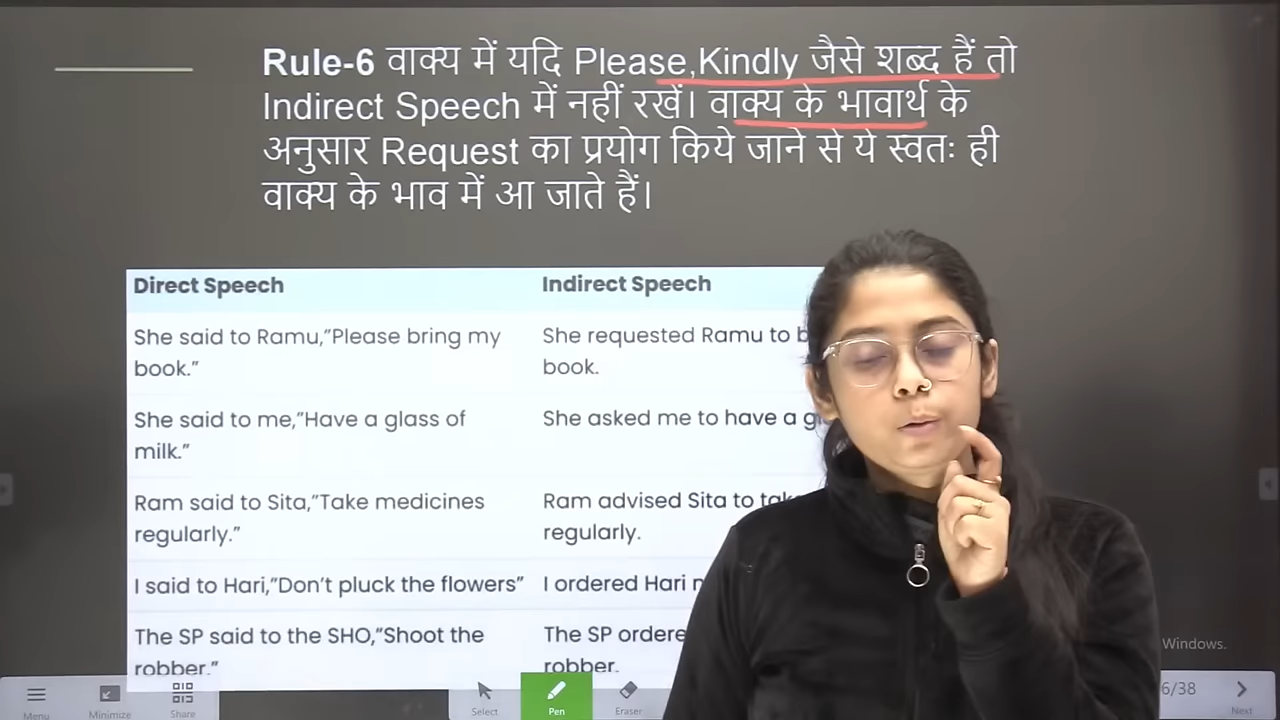 Rule-6 वाक्य में यदि Please,Kindly जैसे शब्द हैं तो
Indirect Speech में नहीं रखें। वाक्य के भावार्थ के
अनुसार Request का प्रयोग किये जाने से ये स्वतः ही
वाक्य के भाव में आ जाते हैं।
Direct Speech
Indirect Speech
She said to Ramu,”Please bring my
book.”
She requested Ramu to
book.
She said to me,”Have a glass of
milk.”
She asked me to have a
Ram said to Sita,”Take medicines
regularly.”
Ram advised Sita to
regularly.
I said to Hari,”Don’t pluck the flowers”
I ordered Hari
The SP said to the SHO,”Shoot the
robber.”
The SP
robber.
Windows.
Menu
Minimize
Share
Select
Pen
Eraser
6/38
Next